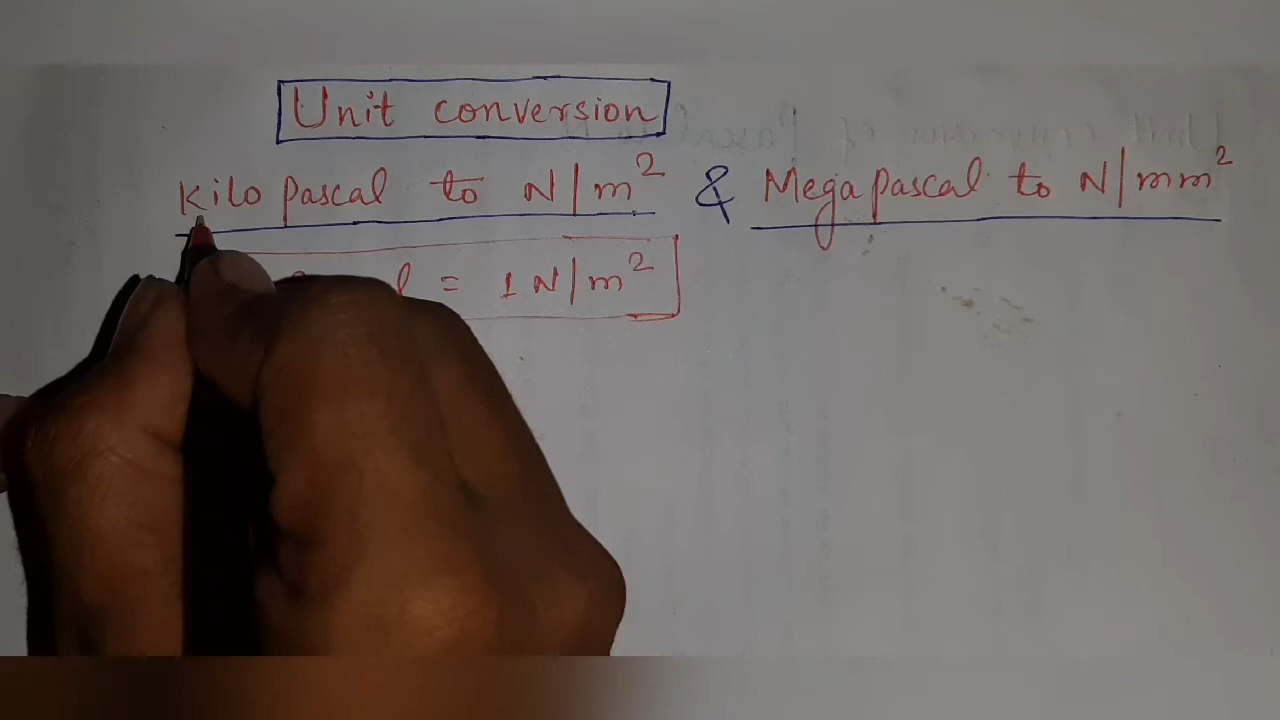 Unit conversion
Kilo pascal to N/m² & Mega pascal to N/mm²
= 1 N/m²